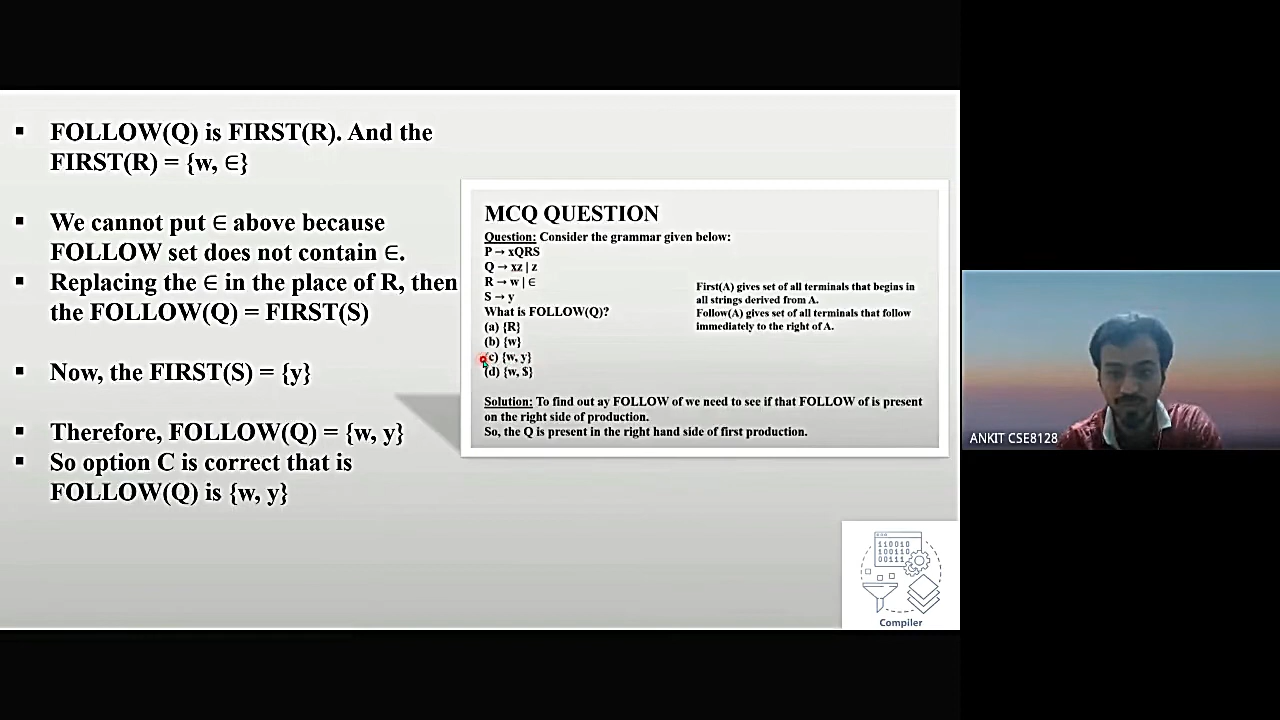 ▪ FOLLOW(Q) is FIRST(R). And the
FIRST(R) = {w, ∈}
▪ We cannot put ∈ above because
FOLLOW set does not contain ∈.
▪ Replacing the ∈ in the place of R, then
the FOLLOW(Q) = FIRST(S)
▪ Now, the FIRST(S) = {y}
▪ Therefore, FOLLOW(Q) = {w, y}
▪ So option C is correct that is
FOLLOW(Q) is {w, y}
MCQ QUESTION
Question: Consider the grammar given below:
P → xQRS
Q → xz | z
R → w | ∈
S → y
What is FOLLOW(Q)?
(a) {R}
(b) {w}
(c) {w, y}
(d) {w, $}
First(A) gives set of all terminals that begins in
all strings derived from A.
Follow(A) gives set of all terminals that follow
immediately to the right of A.
Solution: To find out ay FOLLOW of we need to see if that FOLLOW of is present
on the right side of production.
So, the Q is present in the right hand side of first production.
110010
100110
00111
Compiler
ANKIT CSE8128